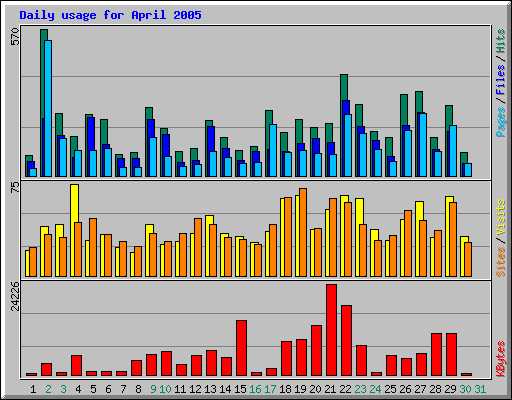 Daily usage for April 2005
570
Pages / Files / Hits
75
Sites / Visits
24226
KBytes
1 2 3 4 5 6 7 8 9 10 11 12 13 14 15 16 17 18 19 20 21 22 23 24 25 26 27 28 29 30 31